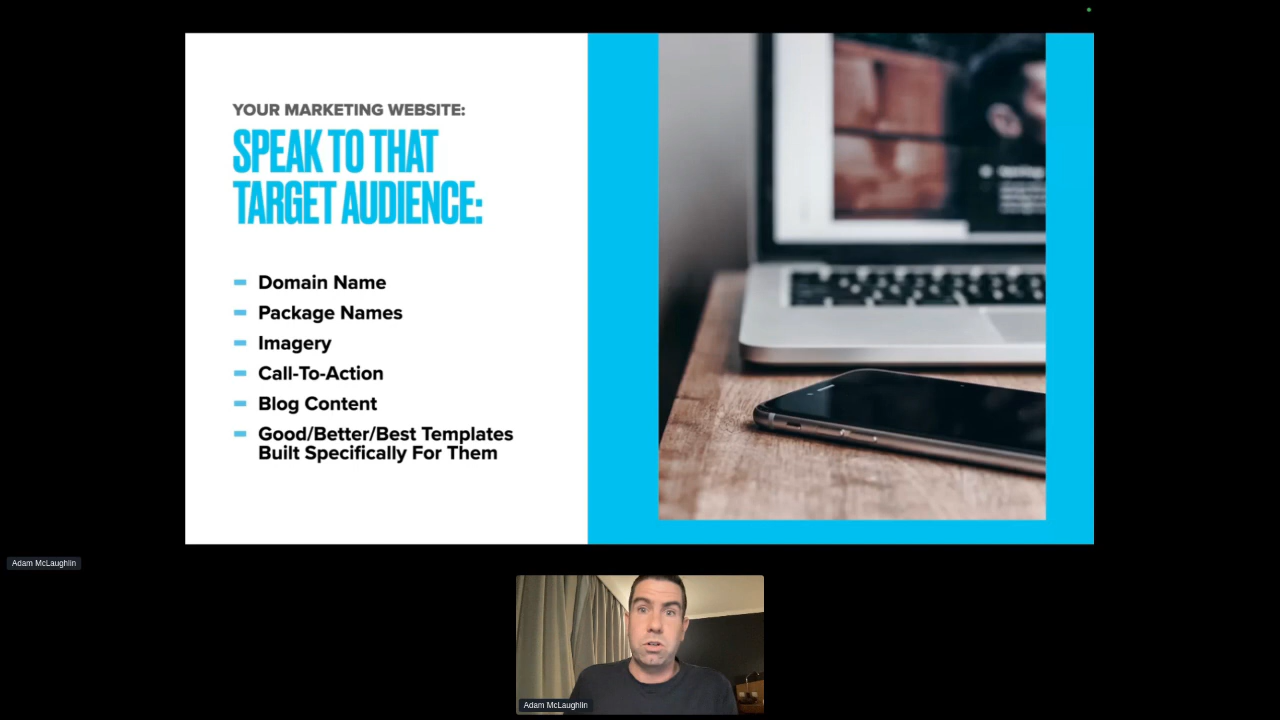 YOUR MARKETING WEBSITE:
SPEAK TO THAT
TARGET AUDIENCE:
Domain Name
Package Names
Imagery
Call-To-Action
Blog Content
Good/Better/Best Templates
Built Specifically For Them
Adam McLaughlin
Adam McLaughlin